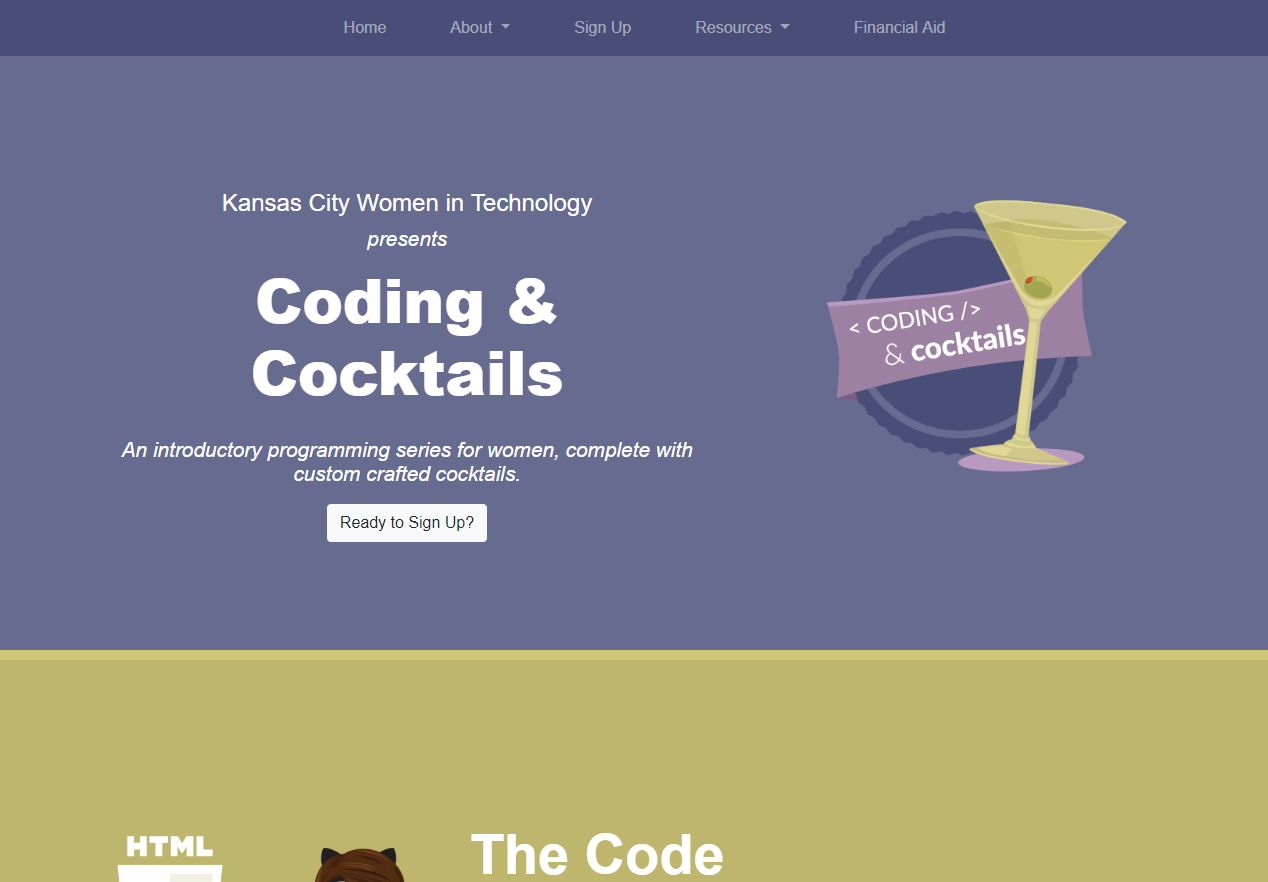 Home About Sign Up Resources Financial Aid
Kansas City Women in Technology
presents
Coding &
Cocktails
An introductory programming series for women, complete with
custom crafted cocktails.
Ready to Sign Up?
< CODING />
& cocktails
HTML
The Code